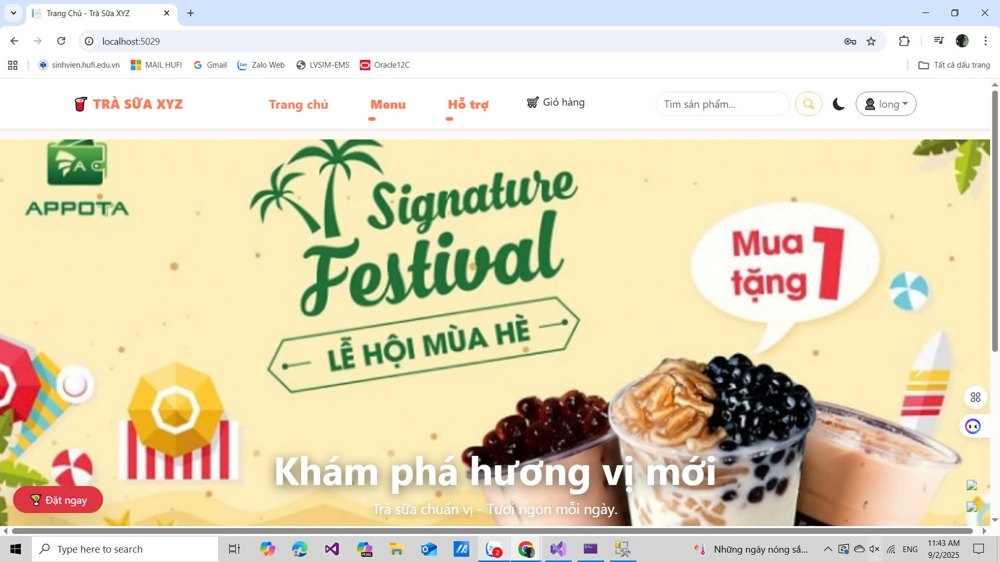 Trang Chủ - Trà Sữa XYZ
localhost:5029
sinhvien.hufi.edu.vn
MAIL HUFI
Gmail
Zalo Web
LVSIM-EMS
Oracle12C
Tất cả dấu trang
TRÀ SỮA XYZ
Trang chủ
Menu
Hỗ trợ
Giỏ hàng
Tìm sản phẩm...
long
APPOTA
Signature
Festival
LỄ HỘI MÙA HÈ
Mua
tặng 1
Khám phá hương vị mới
Trà sữa chuẩn vị - Tươi ngon mỗi ngày.
Đặt ngay
Type here to search
M365
2
Những ngày nóng sắ...
ENG
11:43 AM
9/2/2025